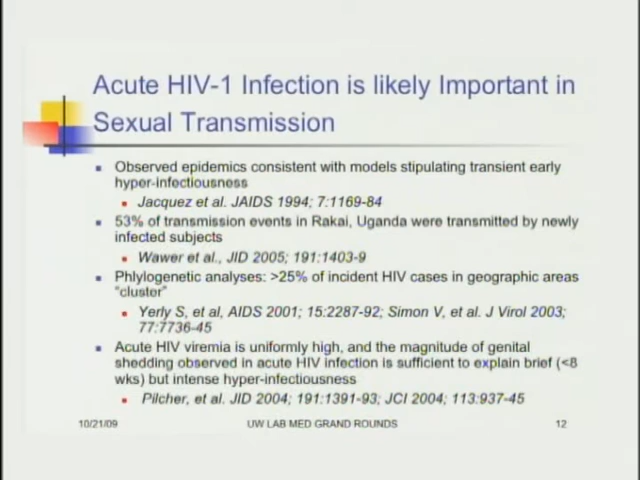 Acute HIV-1 Infection is likely Important in
Sexual Transmission
Observed epidemics consistent with models stipulating transient early
hyper-infectiousness
Jacquez et al. JAIDS 1994; 7:1169-84
53% of transmission events in Rakai, Uganda were transmitted by newly
infected subjects
Wawer et al., JID 2005; 191:1403-9
Phlylogenetic analyses: >25% of incident HIV cases in geographic areas
"cluster"
Yerly S, et al, AIDS 2001; 15:2287-92; Simon V, et al. J Virol 2003;
77:7736-45
Acute HIV viremia is uniformly high, and the magnitude of genital
shedding observed in acute HIV infection is sufficient to explain brief (<8
wks) but intense hyper-infectiousness
Pilcher, et al. JID 2004; 191:1391-93; JCI 2004; 113:937-45
10/21/09 UW LAB MED GRAND ROUNDS 12